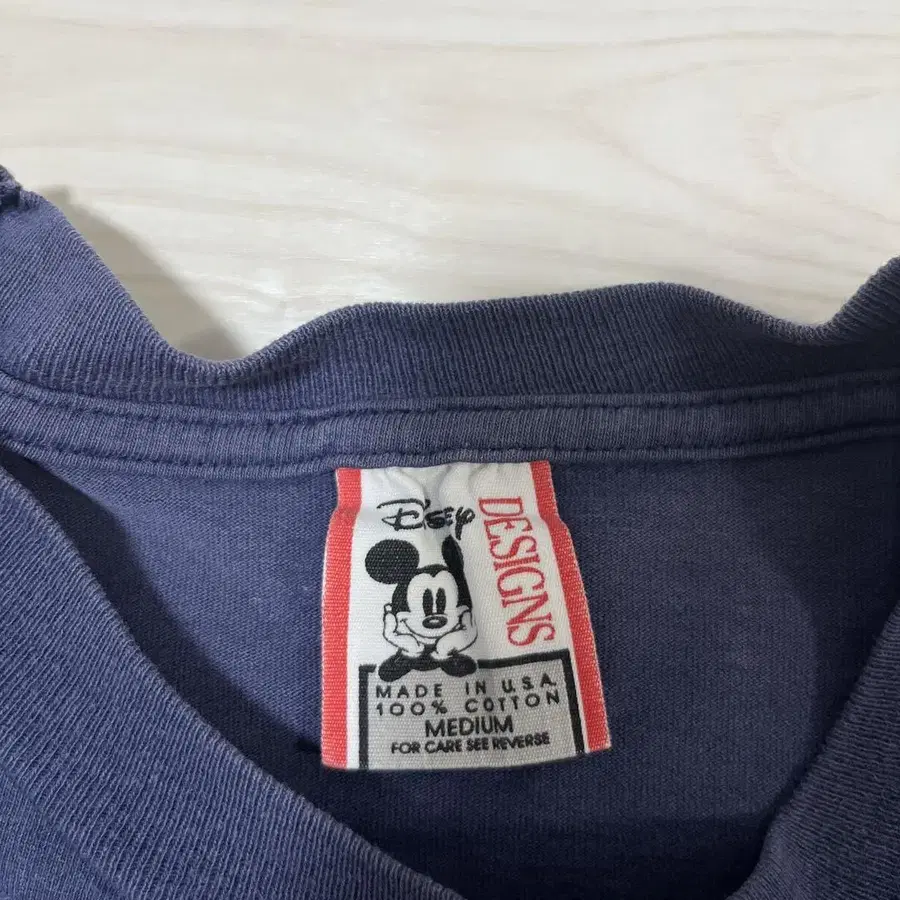 Disney
DESIGNS
MADE IN U.S.A.
100% COTTON
MEDIUM
FOR CARE SEE REVERSE